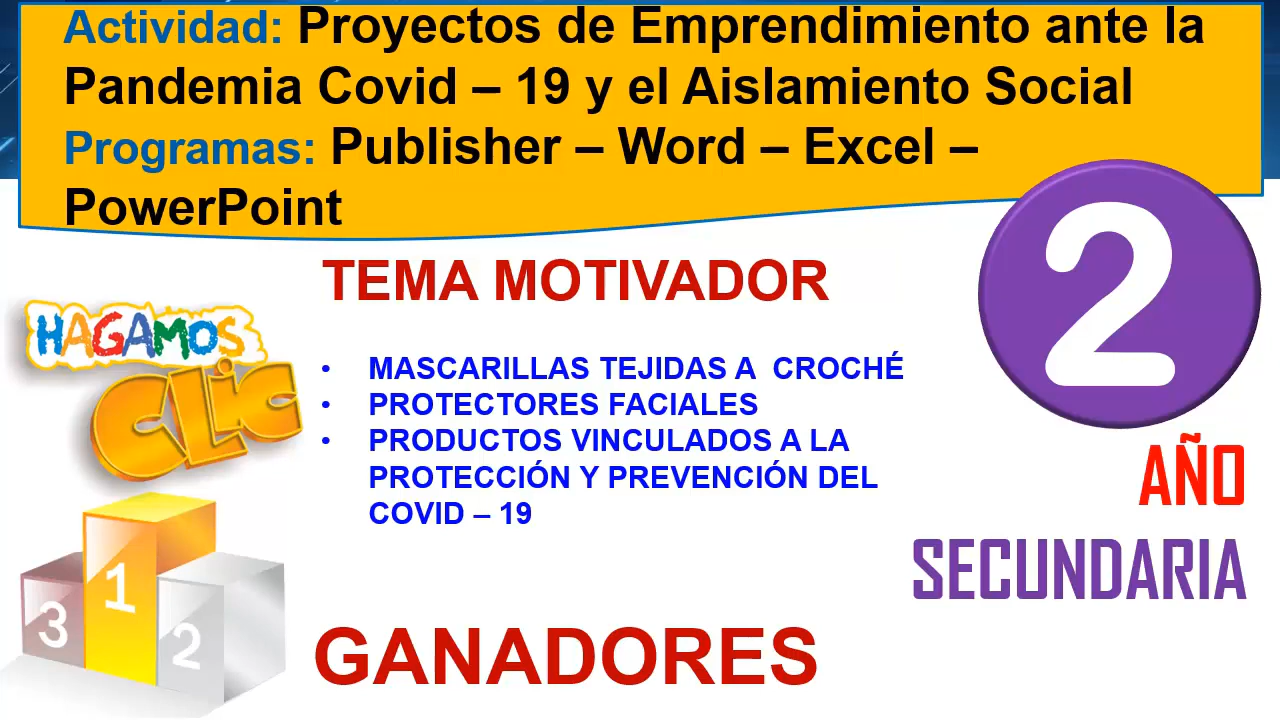 Actividad: Proyectos de Emprendimiento ante la
Pandemia Covid – 19 y el Aislamiento Social
Programas: Publisher – Word – Excel –
PowerPoint
2
TEMA MOTIVADOR
HAGAMOS
CLiC
• MASCARILLAS TEJIDAS A  CROCHÉ
• PROTECTORES FACIALES
• PRODUCTOS VINCULADOS A LA
PROTECCIÓN Y PREVENCIÓN DEL
COVID – 19
AÑO
SECUNDARIA
1
3
2
GANADORES